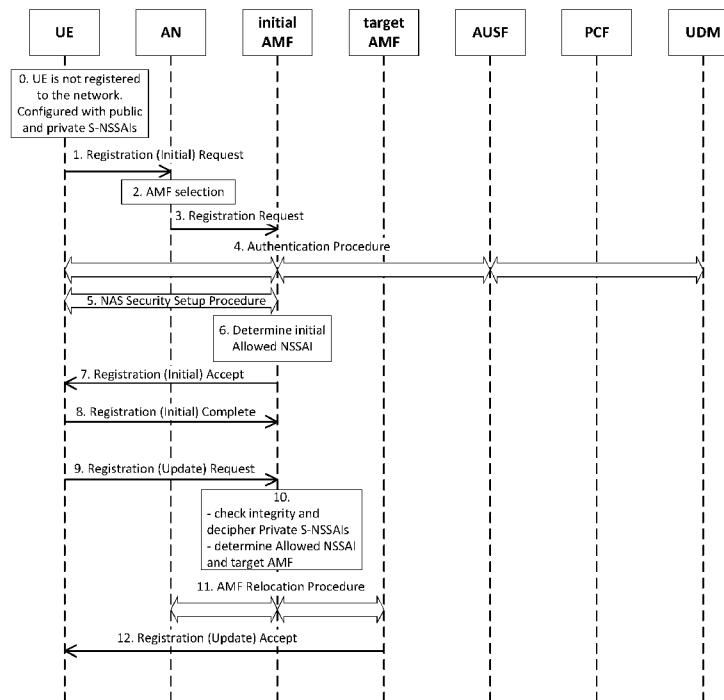 UE
AN
initial
AMF
target
AMF
AUSF
PCF
UDM
0. UE is not registered
to the network.
Configured with public
and private S-NSSAIs
1. Registration (Initial) Request
2. AMF selection
3. Registration Request
4. Authentication Procedure
5. NAS Security Setup Procedure
6. Determine initial
Allowed NSSAI
7. Registration (Initial) Accept
8. Registration (Initial) Complete
9. Registration (Update) Request
10.
- check integrity and
decipher Private S-NSSAIs
- determine Allowed NSSAI
and target AMF
11. AMF Relocation Procedure
12. Registration (Update) Accept